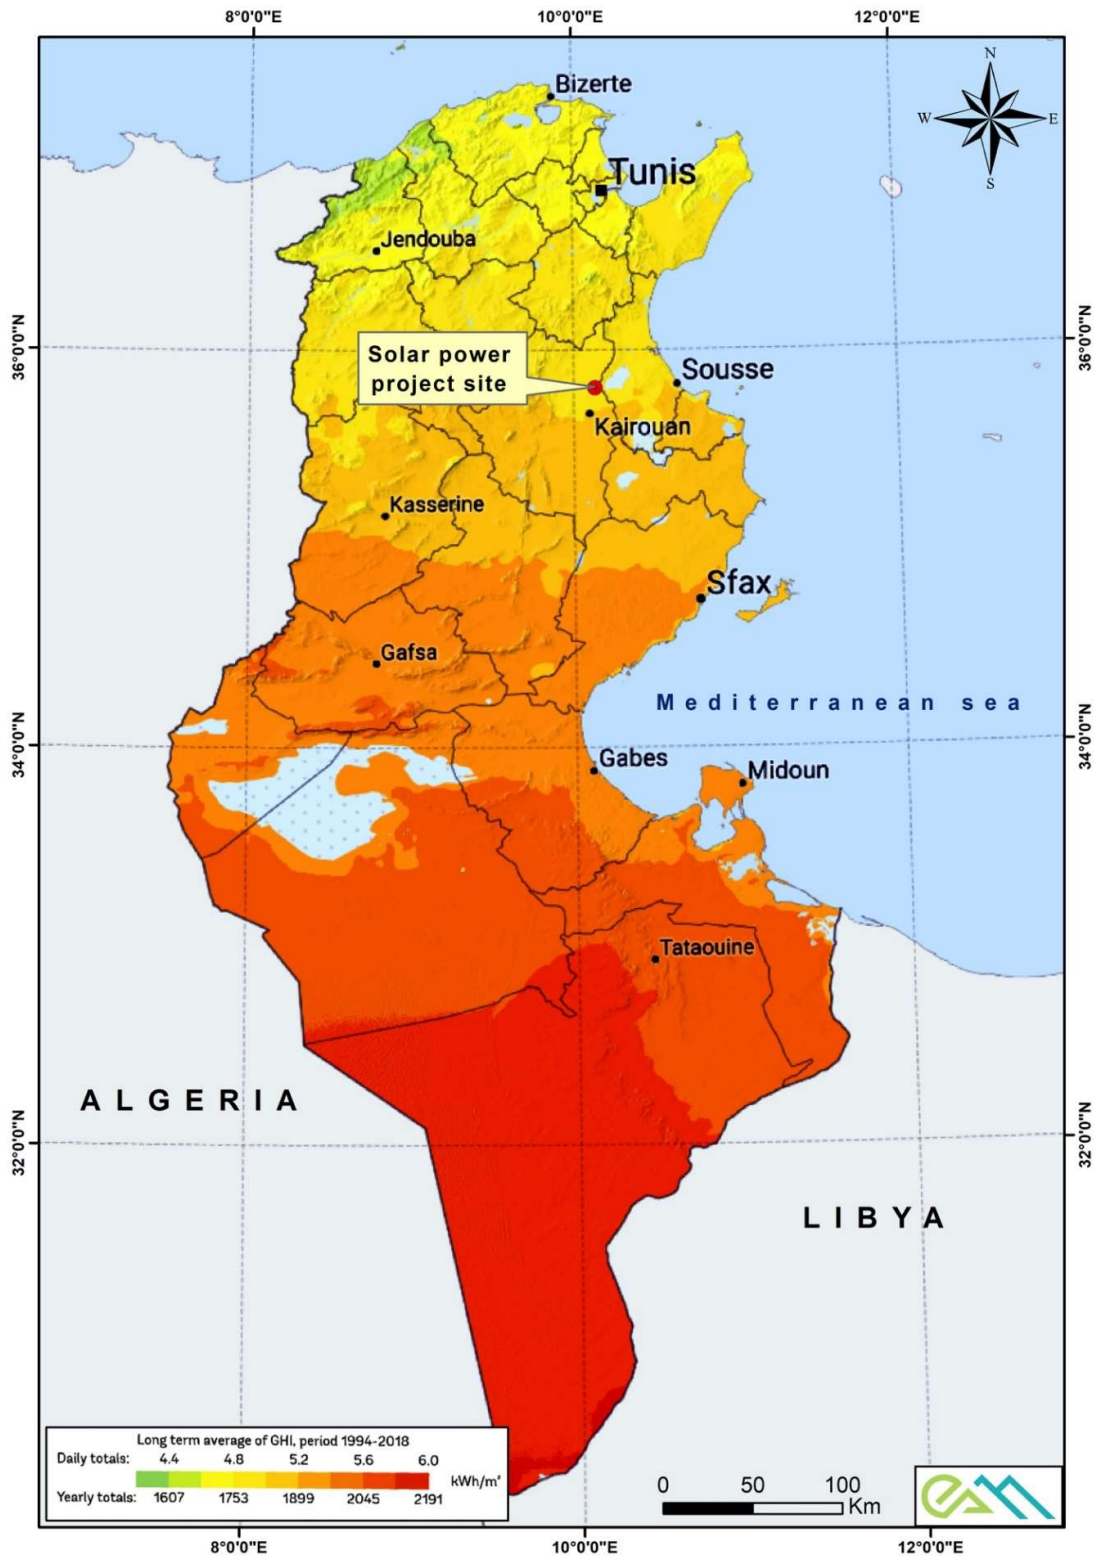 8°0'0"E 10°0'0"E 12°0'0"E
N
W E
S
Bizerte
Tunis
Jendouba
36°0'0"N 36°0'0"N
Solar power
project site
Sousse
Kairouan
Kasserine
Sfax
Gafsa
Mediterranean sea
34°0'0"N 34°0'0"N
Gabes
Midoun
Tataouine
ALGERIA
32°0'0"N 32°0'0"N
LIBYA
Long term average of GHI, period 1994-2018
Daily totals: 4.4 4.8 5.2 5.6 6.0
kWh/m²
Yearly totals: 1607 1753 1899 2045 2191
0 50 100
Km
8°0'0"E 10°0'0"E 12°0'0"E